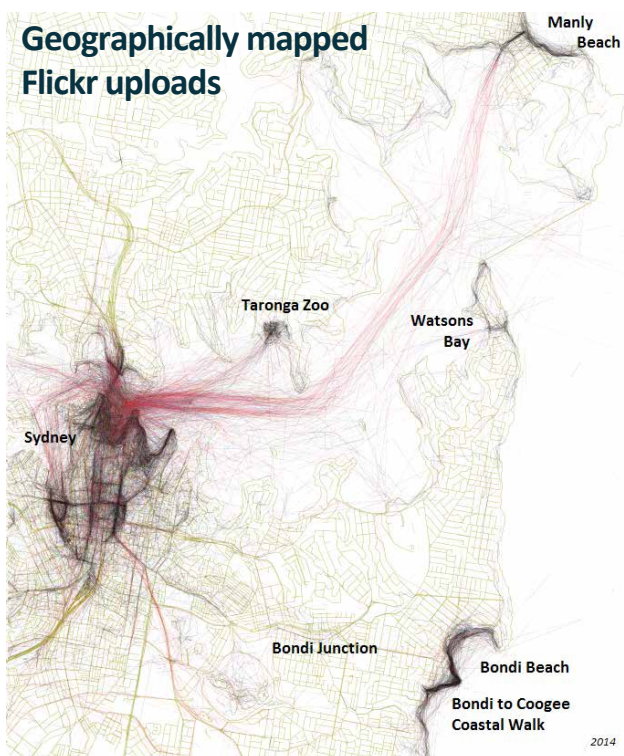 Geographically mapped
Flickr uploads
Manly
Beach
Taronga Zoo
Watsons
Bay
Sydney
Bondi Junction
Bondi Beach
Bondi to Coogee
Coastal Walk
2014